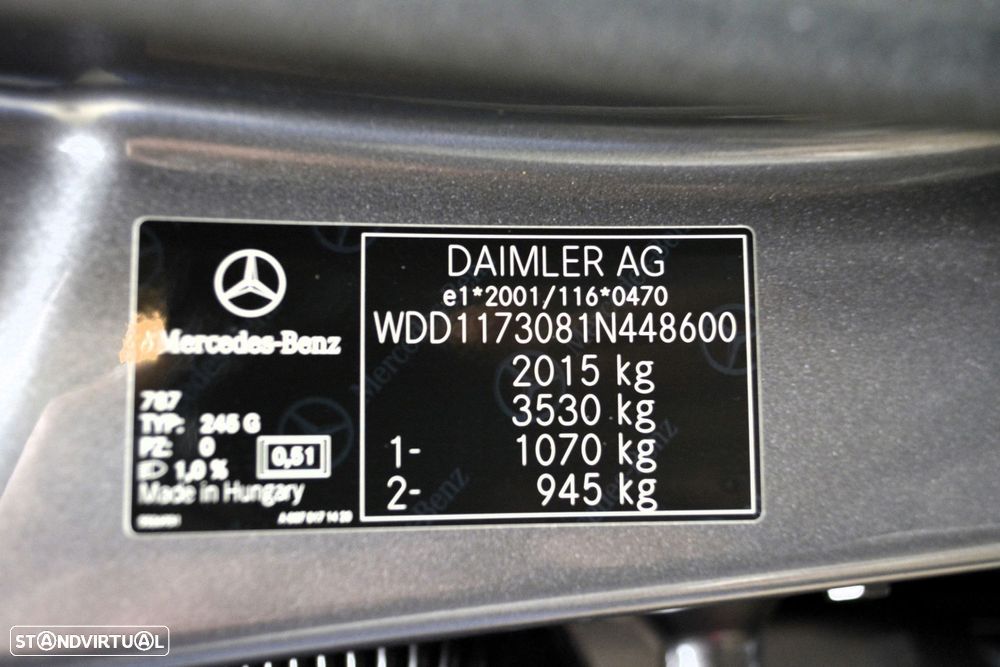 Mercedes-Benz
787
TYP: 245 G
PZ: 0
1,0 %
0,51
Made in Hungary
DAIMLER AG
e1*2001/116*0470
WDD1173081N448600
2015 kg
3530 kg
1- 1070 kg
2- 945 kg
STANDVIRTUAL